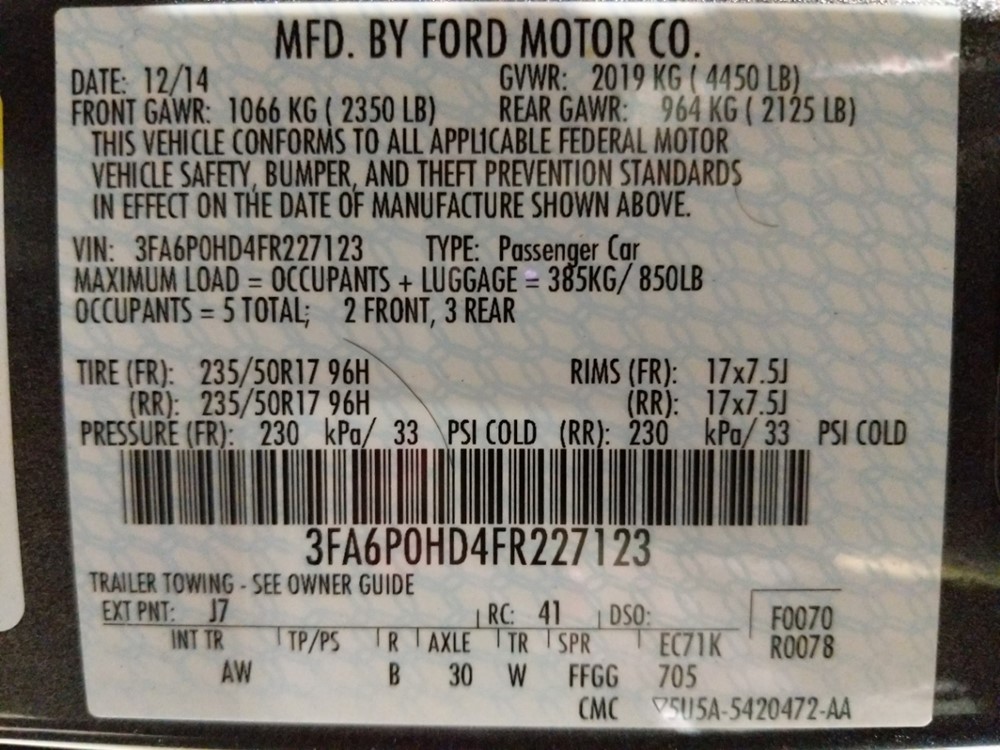 MFD. BY FORD MOTOR CO.
DATE: 12/14 GVWR: 2019 KG ( 4450 LB)
FRONT GAWR: 1066 KG ( 2350 LB) REAR GAWR: 964 KG ( 2125 LB)
THIS VEHICLE CONFORMS TO ALL APPLICABLE FEDERAL MOTOR
VEHICLE SAFETY, BUMPER, AND THEFT PREVENTION STANDARDS
IN EFFECT ON THE DATE OF MANUFACTURE SHOWN ABOVE.
VIN: 3FA6P0HD4FR227123 TYPE: Passenger Car
MAXIMUM LOAD = OCCUPANTS + LUGGAGE = 385KG/ 850LB
OCCUPANTS = 5 TOTAL; 2 FRONT, 3 REAR
TIRE (FR): 235/50R17 96H RIMS (FR): 17x7.5J
(RR): 235/50R17 96H (RR): 17x7.5J
PRESSURE (FR): 230 kPa/ 33 PSI COLD (RR): 230 kPa/ 33 PSI COLD
3FA6P0HD4FR227123
TRAILER TOWING - SEE OWNER GUIDE
EXT PNT: J7 RC: 41 DSO: F0070
INT TR TP/PS R AXLE TR SPR EC71K R0078
AW B 30 W FFGG 705
CMC ▽5U5A-5420472-AA